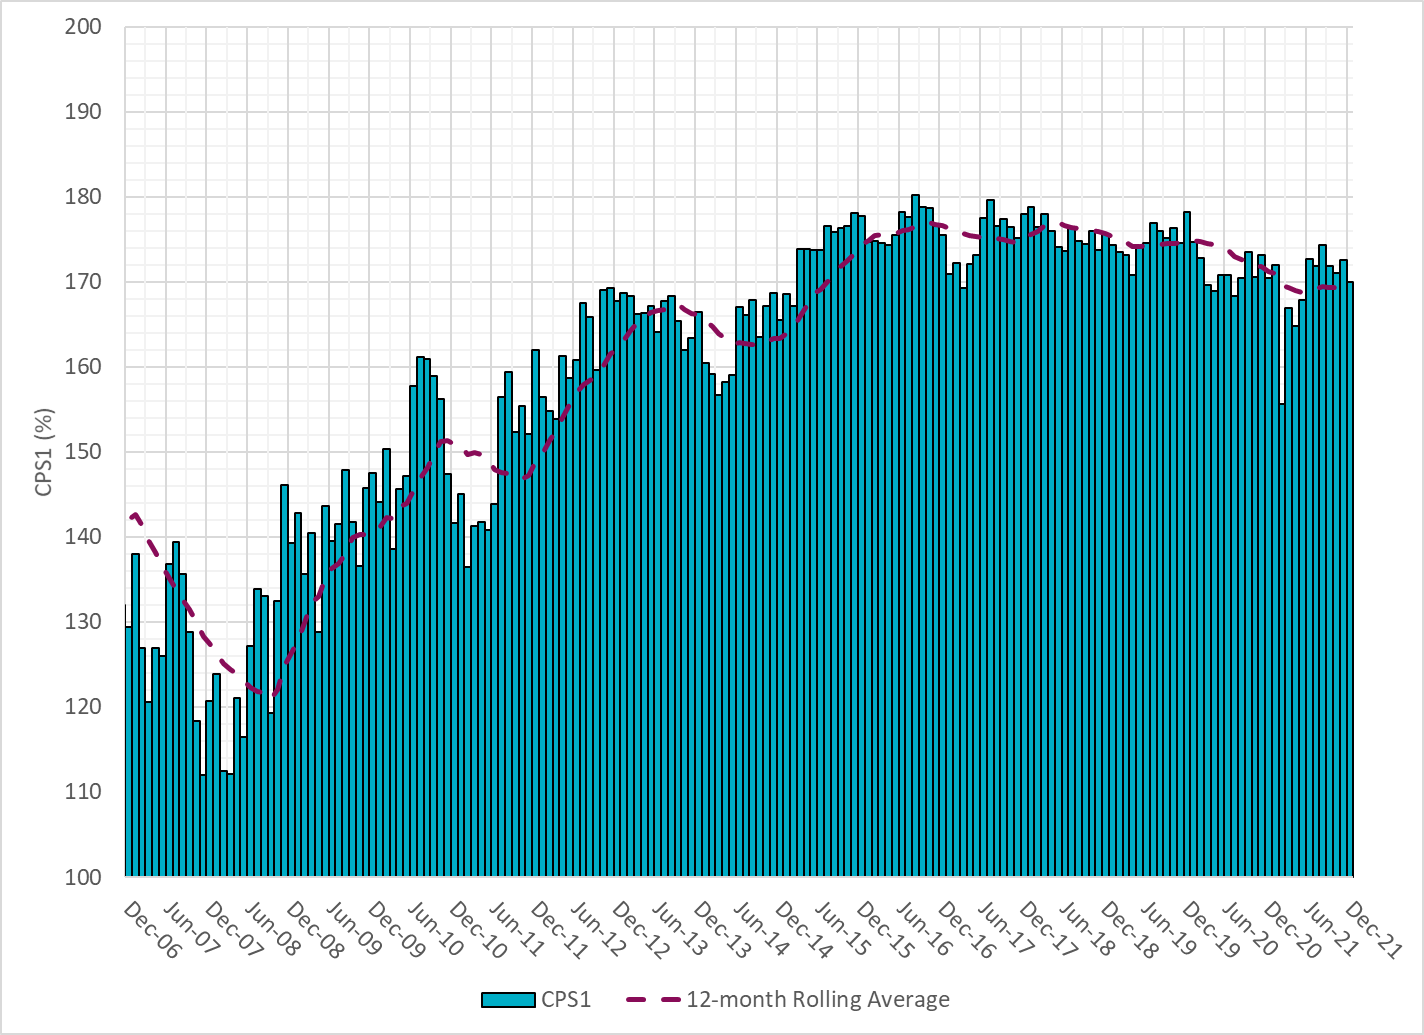 200
190
180
170
160
150
140
130
120
110
100
CPS1 (%)
Dec-06
Jun-07
Dec-07
Jun-08
Dec-08
Jun-09
Dec-09
Jun-10
Dec-10
Jun-11
Dec-11
Jun-12
Dec-12
Jun-13
Dec-13
Jun-14
Dec-14
Jun-15
Dec-15
Jun-16
Dec-16
Jun-17
Dec-17
Jun-18
Dec-18
Jun-19
Dec-19
Jun-20
Dec-20
Jun-21
Dec-21
CPS1
12-month Rolling Average